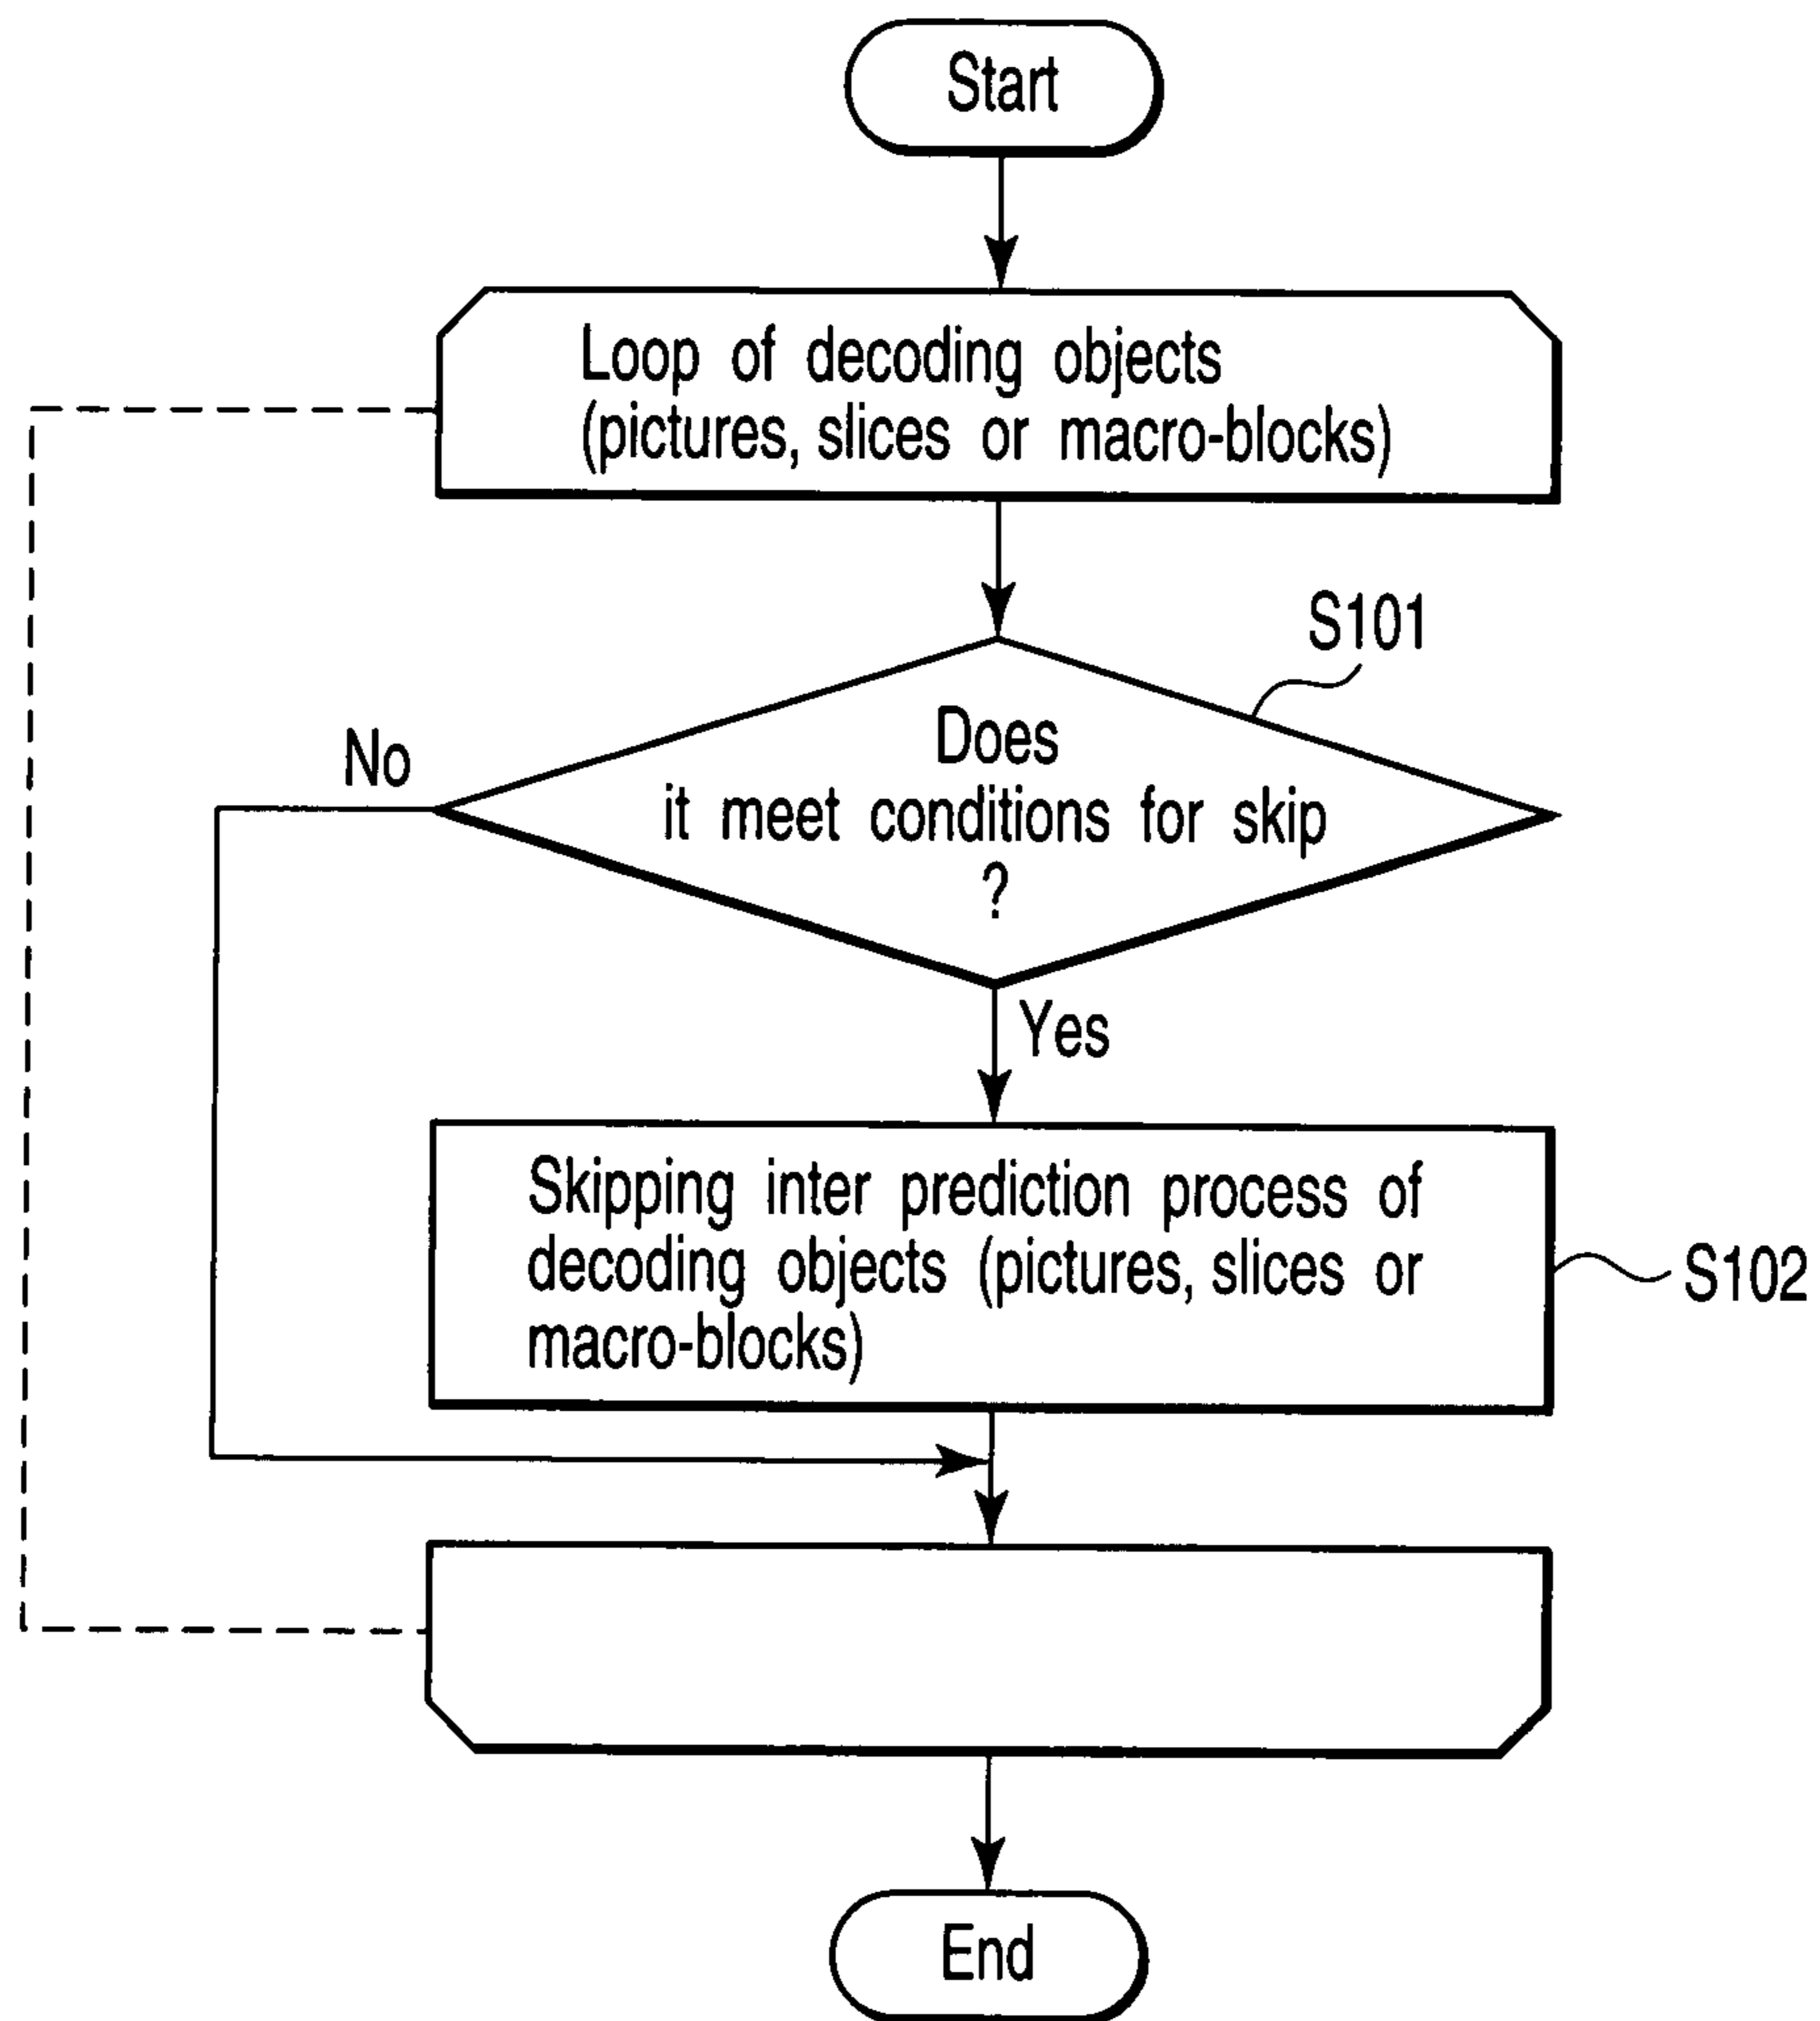 Start
Loop of decoding objects
(pictures, slices or macro-blocks)
S101
Does
it meet conditions for skip
?
No
Yes
Skipping inter prediction process of
decoding objects (pictures, slices or
macro-blocks)
S102
End